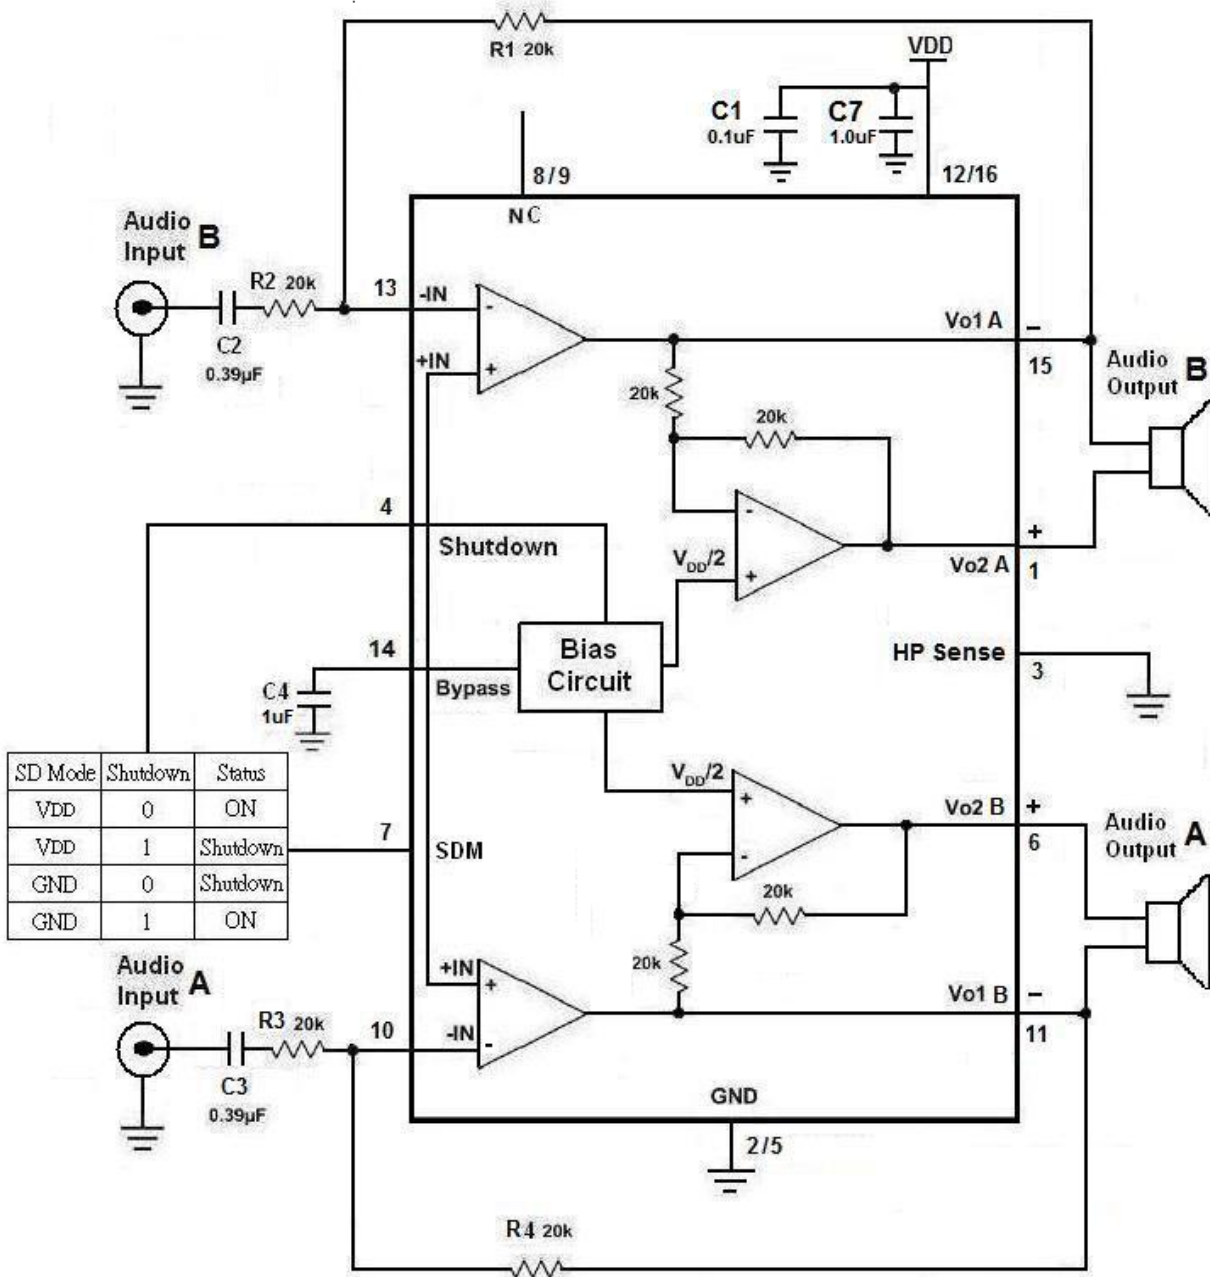 R1 20k
VDD
C1
0.1uF
C7
1.0uF
8/9
12/16
NC
Audio
Input B
R2 20k
13
-IN
-
C2
0.39µF
+IN
+
Vo1 A
−
15
Audio
Output B
20k
20k
4
Shutdown
-
VDD/2
+
+
Vo2 A
1
14
Bypass
Bias
Circuit
HP Sense
3
C4
1uF
SD Mode Shutdown Status
VDD 0 ON
VDD 1 Shutdown
GND 0 Shutdown
GND 1 ON
7
SDM
VDD/2
+
-
Vo2 B
+
6
Audio
Output A
20k
20k
Audio
Input A
+IN
+
R3 20k
10
-IN
-
Vo1 B
−
11
C3
0.39µF
GND
2/5
R4 20k